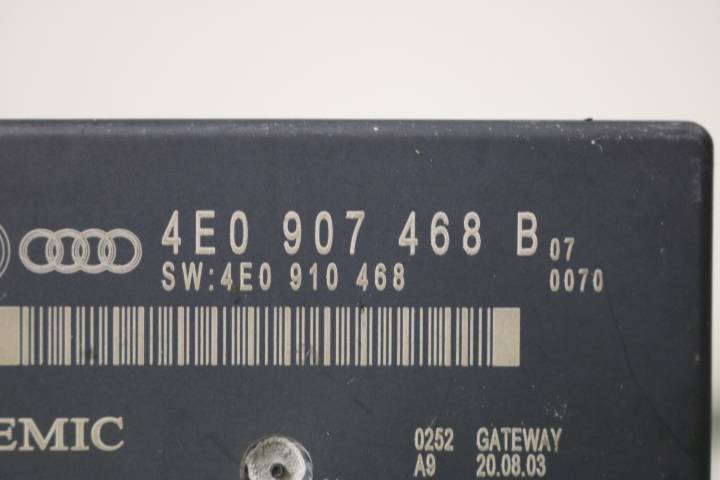 4E0 907 468 B 07
SW:4E0 910 468 0070
EMIC
0252 GATEWAY
A9 20.08.03